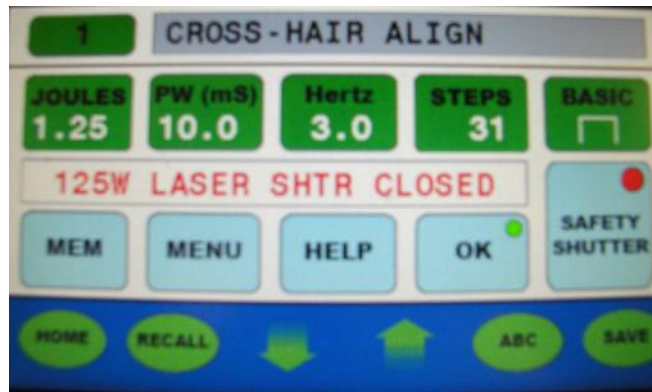 1 CROSS-HAIR ALIGN
JOULES PW (mS) Hertz STEPS BASIC
1.25 10.0 3.0 31
125W LASER SHTR CLOSED
MEM MENU HELP OK SAFETY SHUTTER
HOME RECALL ABC SAVE